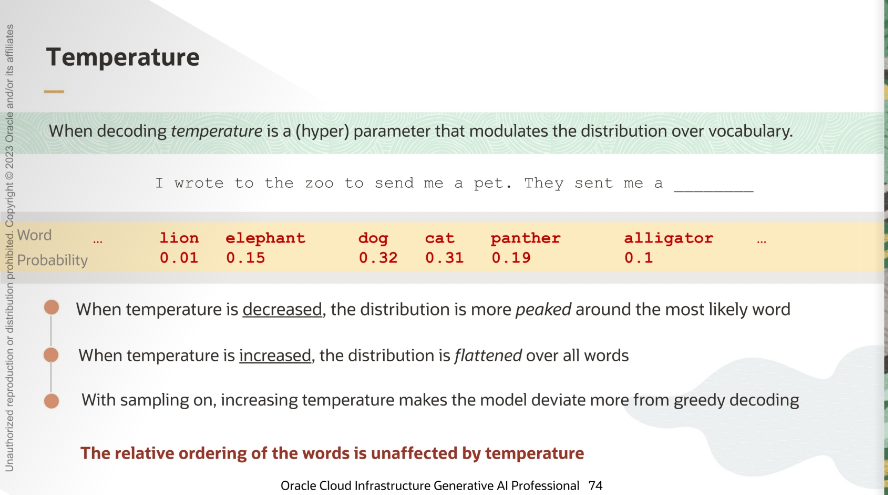 Temperature
When decoding temperature is a (hyper) parameter that modulates the distribution over vocabulary.
I wrote to the zoo to send me a pet. They sent me a ________
Word ... lion elephant dog cat panther alligator ...
Probability 0.01 0.15 0.32 0.31 0.19 0.1
When temperature is decreased, the distribution is more peaked around the most likely word
When temperature is increased, the distribution is flattened over all words
With sampling on, increasing temperature makes the model deviate more from greedy decoding
The relative ordering of the words is unaffected by temperature
Oracle Cloud Infrastructure Generative AI Professional 74
Unauthorized reproduction or distribution prohibited. Copyright © 2023 Oracle and/or its affiliates